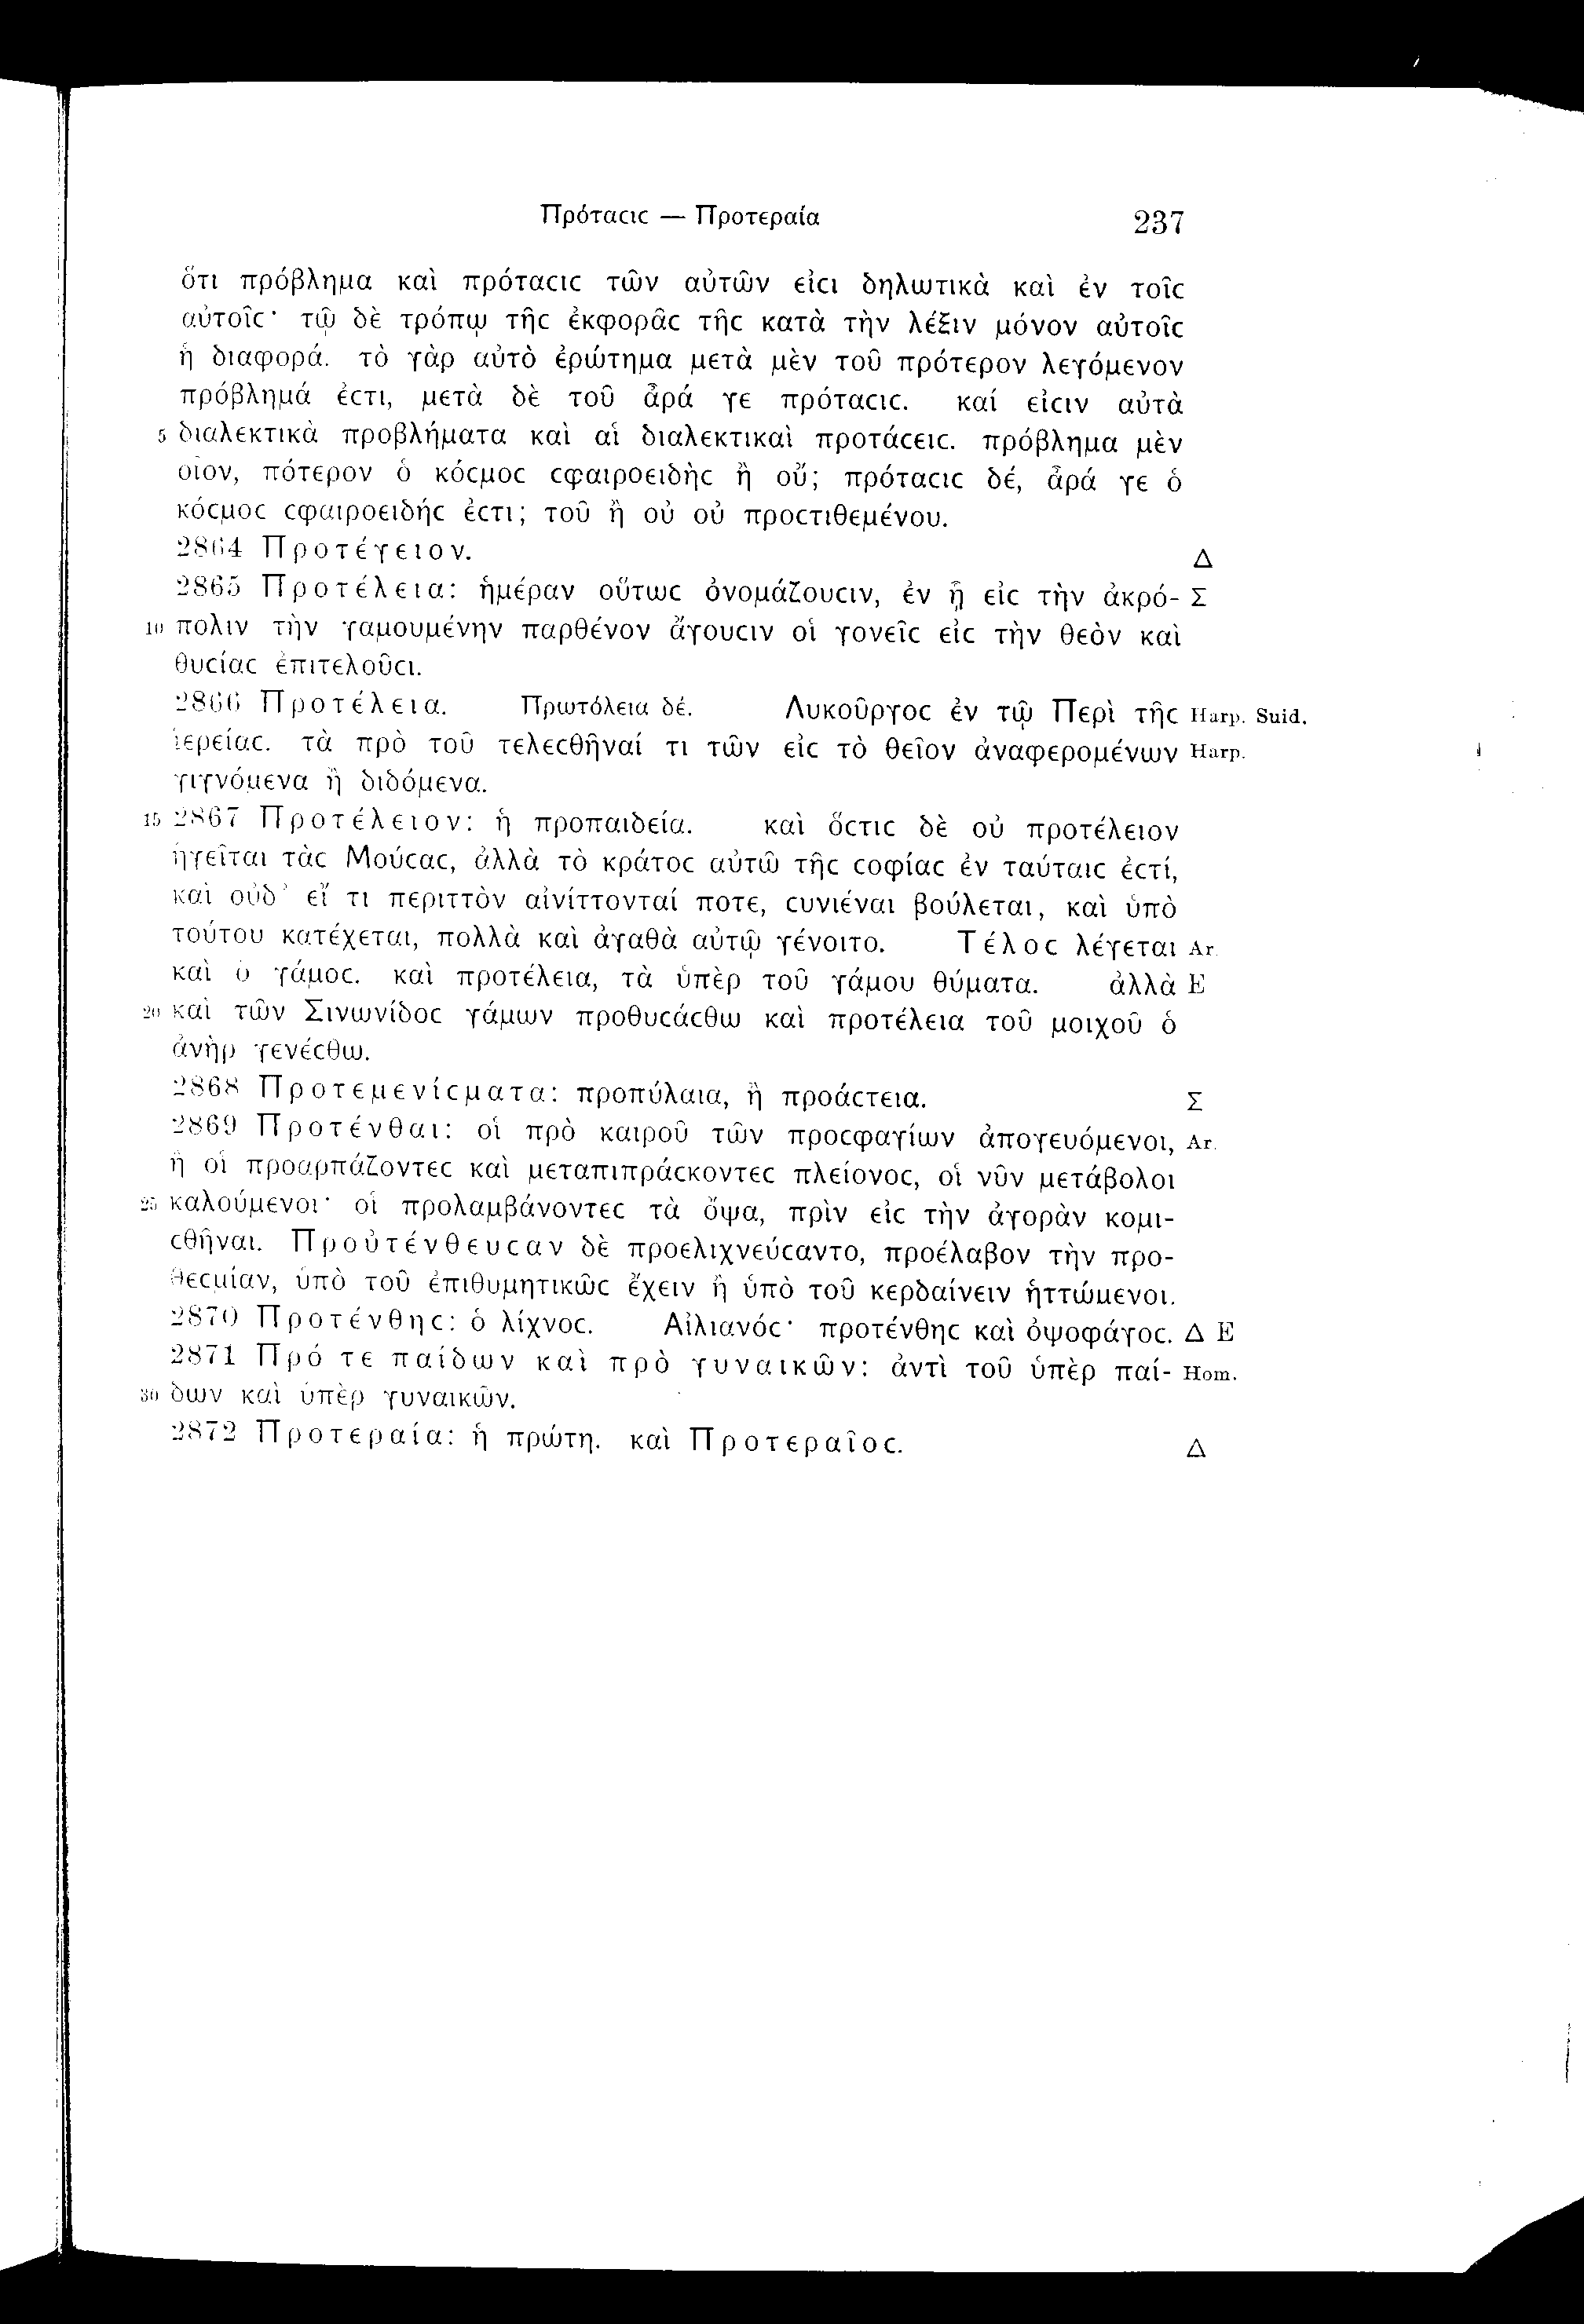 Πρόταϲιϲ — Προτεραία 237
ὅτι πρόβλημα καὶ πρόταϲιϲ τῶν αὐτῶν εἰϲι δηλωτικὰ καὶ ἐν τοῖϲ
αὐτοῖϲ· τῷ δὲ τρόπῳ τῆϲ ἐκφορᾶϲ τῆϲ κατὰ τὴν λέξιν μόνον αὐτοῖϲ
ἡ διαφορά. τὸ γὰρ αὐτὸ ἐρώτημα μετὰ μὲν τοῦ πρότερον λεγόμενον
πρόβλημά ἐϲτι, μετὰ δὲ τοῦ ἆρά γε πρόταϲιϲ. καί εἰϲιν αὐτὰ
5 διαλεκτικὰ προβλήματα καὶ αἱ διαλεκτικαὶ προτάϲειϲ. πρόβλημα μὲν
οἷον, πότερον ὁ κόϲμοϲ ϲφαιροειδὴϲ ἢ οὔ; πρόταϲιϲ δέ, ἆρά γε ὁ
κόϲμοϲ ϲφαιροειδήϲ ἐϲτι; τοῦ ἢ οὐ οὐ προϲτιθεμένου.
2864 Προτέγειον. Δ
2865 Προτέλεια: ἡμέραν οὕτωϲ ὀνομάζουϲιν, ἐν ᾗ εἰϲ τὴν ἀκρό- Σ
10 πολιν τὴν γαμουμένην παρθένον ἄγουϲιν οἱ γονεῖϲ εἰϲ τὴν θεὸν καὶ
θυϲίαϲ ἐπιτελοῦϲι.
2866 Προτέλεια. Πρωτόλεια δέ. Λυκοῦργοϲ ἐν τῷ Περὶ τῆϲ Harp. Suid.
ἱερείαϲ. τὰ πρὸ τοῦ τελεϲθῆναί τι τῶν εἰϲ τὸ θεῖον ἀναφερομένων Harp.
γιγνόμενα ἢ διδόμενα.
15 2867 Προτέλειον: ἡ προπαιδεία. καὶ ὅϲτιϲ δὲ οὐ προτέλειον
ἡγεῖται τὰϲ Μούϲαϲ, ἀλλὰ τὸ κράτοϲ αὐτῶ τῆϲ ϲοφίαϲ ἐν ταύταιϲ ἐϲτί,
καὶ οὐδ' εἴ τι περιττὸν αἰνίττονταί ποτε, ϲυνιέναι βούλεται, καὶ ὑπὸ
τούτου κατέχεται, πολλὰ καὶ ἀγαθὰ αὐτῷ γένοιτο. Τέλοϲ λέγεται Ar.
καὶ ὁ γάμοϲ. καὶ προτέλεια, τὰ ὑπὲρ τοῦ γάμου θύματα. ἀλλὰ E
20 καὶ τῶν Σινωνίδοϲ γάμων προθυϲάϲθω καὶ προτέλεια τοῦ μοιχοῦ ὁ
ἀνὴρ γενέϲθω.
2868 Προτεμενίϲματα: προπύλαια, ἢ προάϲτεια. Σ
2869 Προτένθαι: οἱ πρὸ καιροῦ τῶν προϲφαγίων ἀπογευόμενοι, Ar.
ἢ οἱ προαρπάζοντεϲ καὶ μεταπιπράϲκοντεϲ πλείονοϲ, οἱ νῦν μετάβολοι
25 καλούμενοι· οἱ προλαμβάνοντεϲ τὰ ὄψα, πρὶν εἰϲ τὴν ἀγορὰν κομι-
ϲθῆναι. Προὐτένθευϲαν δὲ προελιχνεύϲαντο, προέλαβον τὴν προ-
θεϲμίαν, ὑπὸ τοῦ ἐπιθυμητικῶϲ ἔχειν ἢ ὑπὸ τοῦ κερδαίνειν ἡττώμενοι.
2870 Προτένθηϲ: ὁ λίχνοϲ. Αἰλιανόϲ· προτένθηϲ καὶ ὀψοφάγοϲ. Δ E
2871 Πρό τε παίδων καὶ πρὸ γυναικῶν: ἀντὶ τοῦ ὑπὲρ παί- Hom.
30 δων καὶ ὑπὲρ γυναικῶν.
2872 Προτεραία: ἡ πρώτη. καὶ Προτεραῖοϲ. Δ